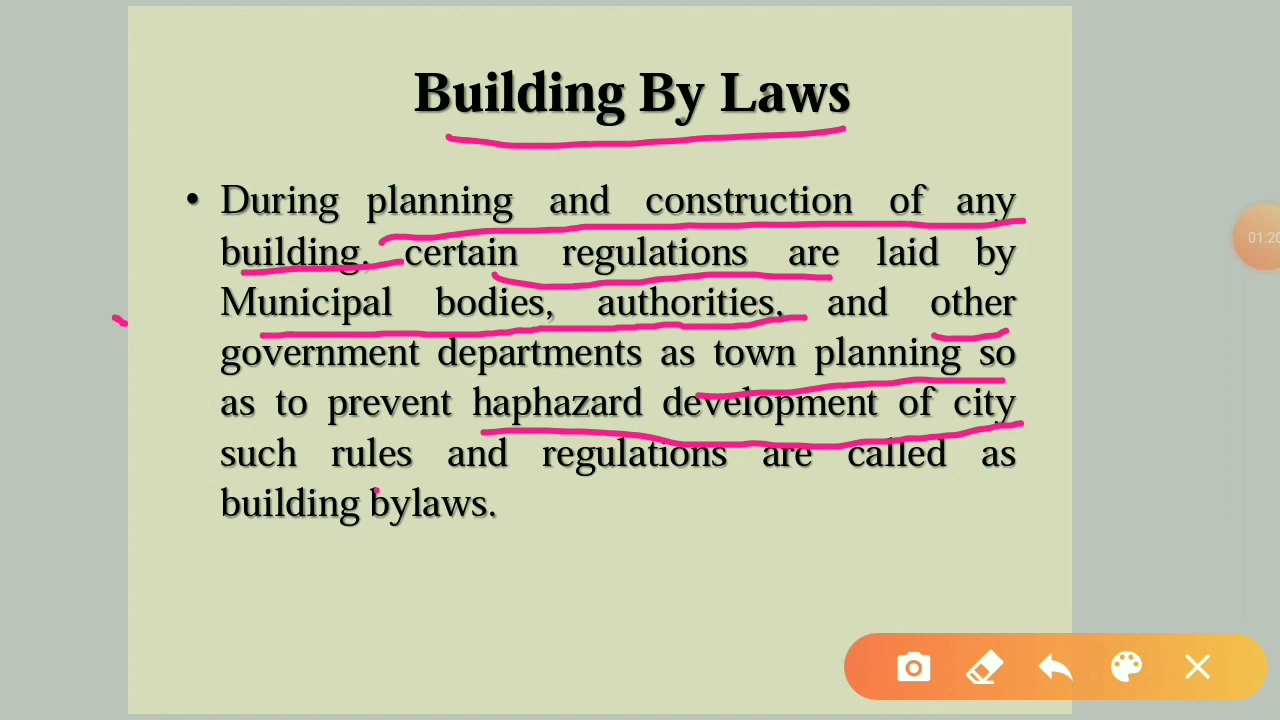 Building By Laws
• During planning and construction of any
building, certain regulations are laid by
Municipal bodies, authorities, and other
government departments as town planning so
as to prevent haphazard development of city
such rules and regulations are called as
building bylaws.